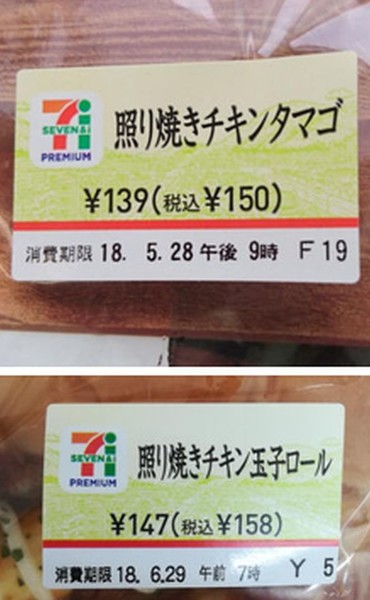 7i
SEVEN&i
PREMIUM
照り焼きチキンタマゴ
¥139(税込¥150)
消費期限 18. 5.28 午後 9時 F19
7i
SEVEN&i
PREMIUM
照り焼きチキン玉子ロール
¥147(税込¥158)
消費期限 18. 6.29 午前 7時 Y 5